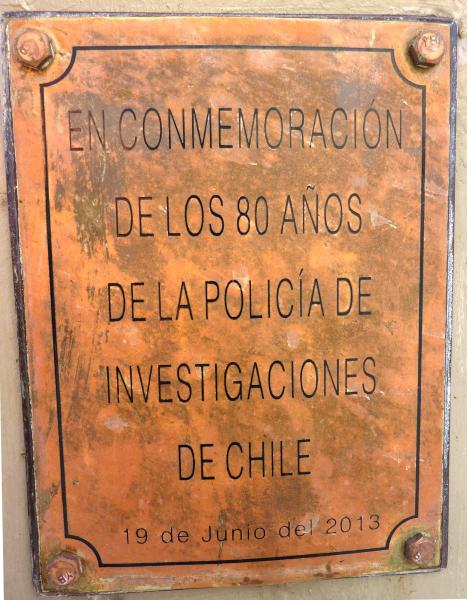 EN CONMEMORACIÓN
DE LOS 80 AÑOS
DE LA POLICÍA DE
INVESTIGACIONES
DE CHILE
19 de Junio del 2013